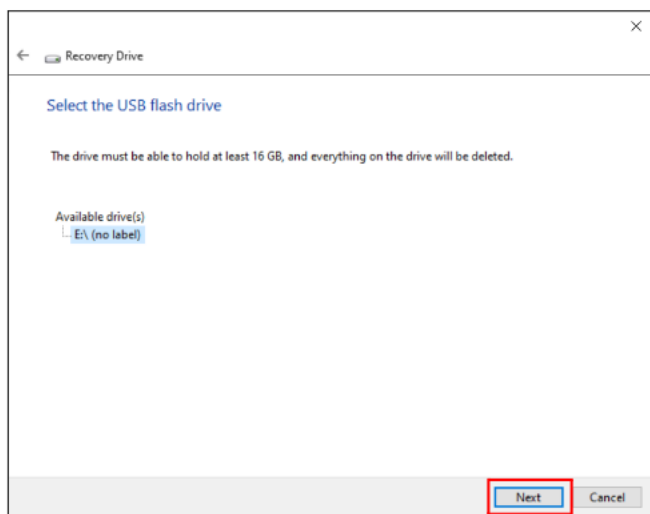 Recovery Drive
Select the USB flash drive
The drive must be able to hold at least 16 GB, and everything on the drive will be deleted.
Available drive(s)
E:\ (no label)
Next Cancel